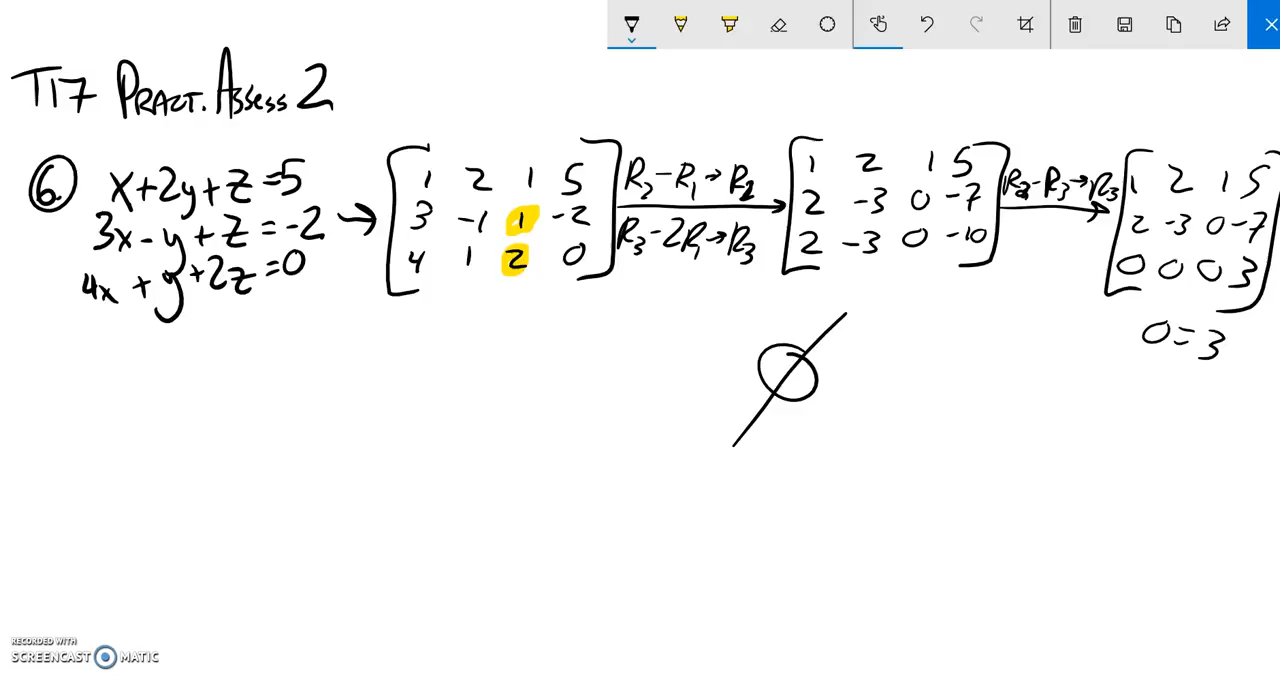 T17 PRACT. ASSESS 2
6. x+2y+z=5
3x-y+z=-2
4x+y+2z=0
→
1 2 1 5
3 -1 1 -2
4 1 2 0
R2-R1→R2
R3-2R1→R3
1 2 1 5
2 -3 0 -7
2 -3 0 -10
R2-R3→R3
1 2 1 5
2 -3 0 -7
0 0 0 3
0=3
∅
RECORDED WITH
SCREENCAST MATIC